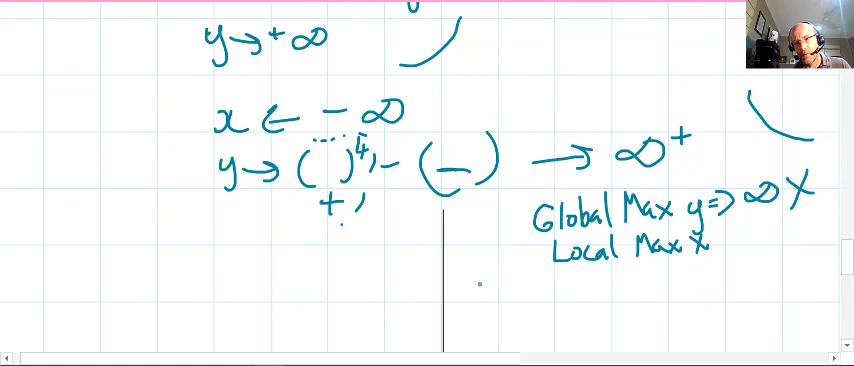 y → + ∞
x ← - ∞
y → ( )⁴, - ( — ) → ∞⁺
+ ,
Global Max y ⇒ ∞ X
Local Max X